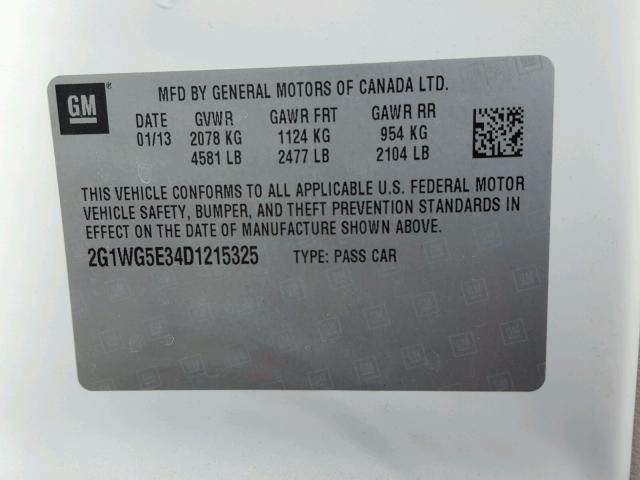 GM ®
MFD BY GENERAL MOTORS OF CANADA LTD.
DATE GVWR GAWR FRT GAWR RR
01/13 2078 KG 1124 KG 954 KG
4581 LB 2477 LB 2104 LB
THIS VEHICLE CONFORMS TO ALL APPLICABLE U.S. FEDERAL MOTOR
VEHICLE SAFETY, BUMPER, AND THEFT PREVENTION STANDARDS IN
EFFECT ON THE DATE OF MANUFACTURE SHOWN ABOVE.
2G1WG5E34D1215325 TYPE: PASS CAR